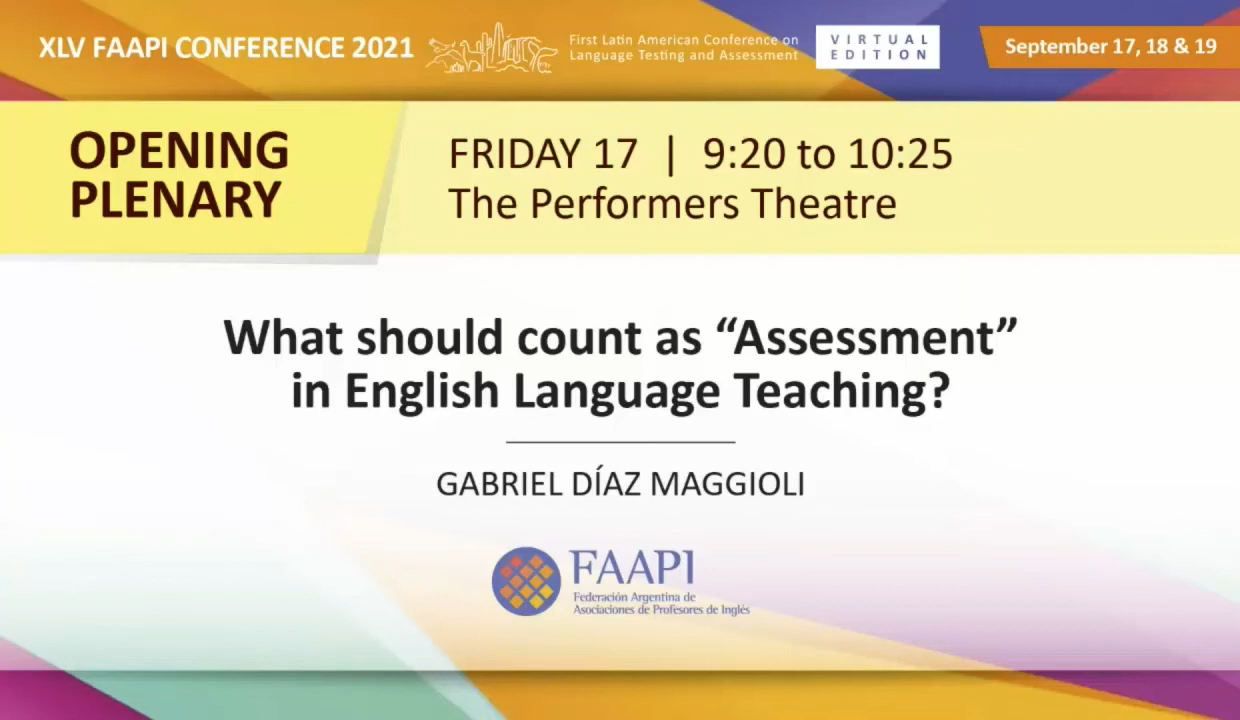 XLV FAAPI CONFERENCE 2021
First Latin American Conference on
Language Testing and Assessment
VIRTUAL
EDITION
September 17, 18 & 19
OPENING
PLENARY
FRIDAY 17 | 9:20 to 10:25
The Performers Theatre
What should count as “Assessment”
in English Language Teaching?
GABRIEL DÍAZ MAGGIOLI
FAAPI
Federación Argentina de
Asociaciones de Profesores de Inglés